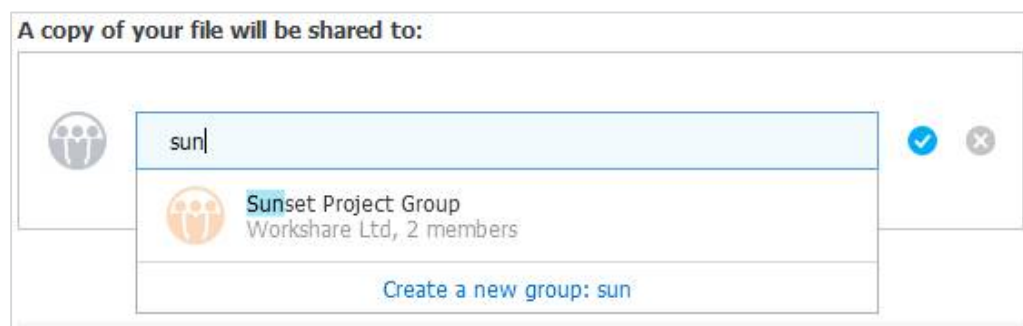 A copy of your file will be shared to:
sun
Sunset Project Group
Workshare Ltd, 2 members
Create a new group: sun